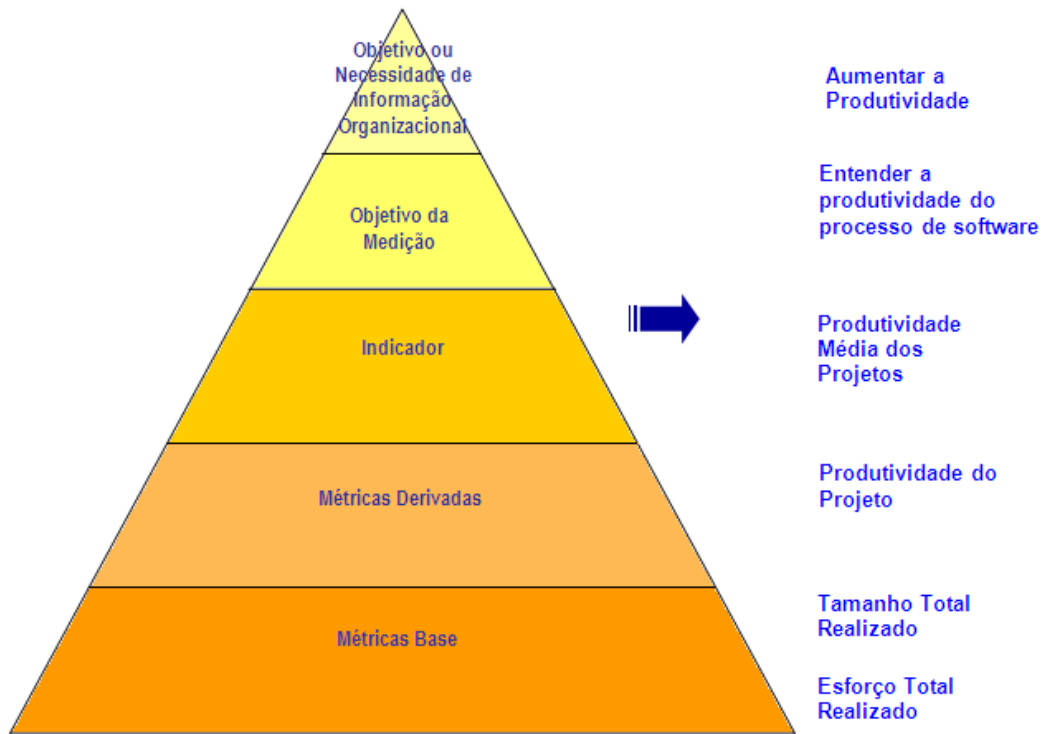 Objetivo ou
Necessidade de
Informação
Organizacional
Aumentar a
Produtividade
Objetivo da
Medição
Entender a
produtividade do
processo de software
Indicador
Produtividade
Média dos
Projetos
Métricas Derivadas
Produtividade do
Projeto
Métricas Base
Tamanho Total
Realizado
Esforço Total
Realizado